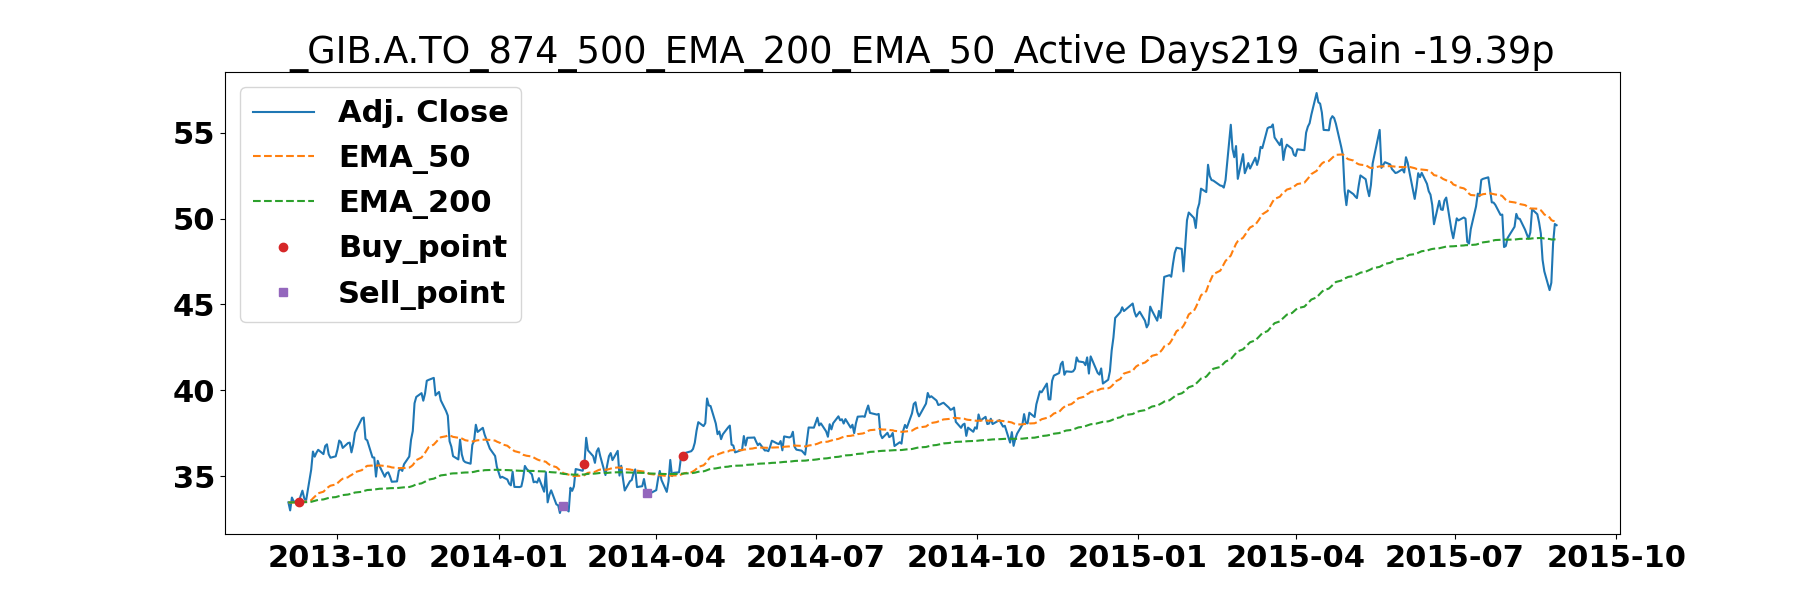 _GIB.A.TO_874_500_EMA_200_EMA_50_Active Days219_Gain -19.39p
Adj. Close
EMA_50
EMA_200
Buy_point
Sell_point
55
50
45
40
35
2013-10 2014-01 2014-04 2014-07 2014-10 2015-01 2015-04 2015-07 2015-10